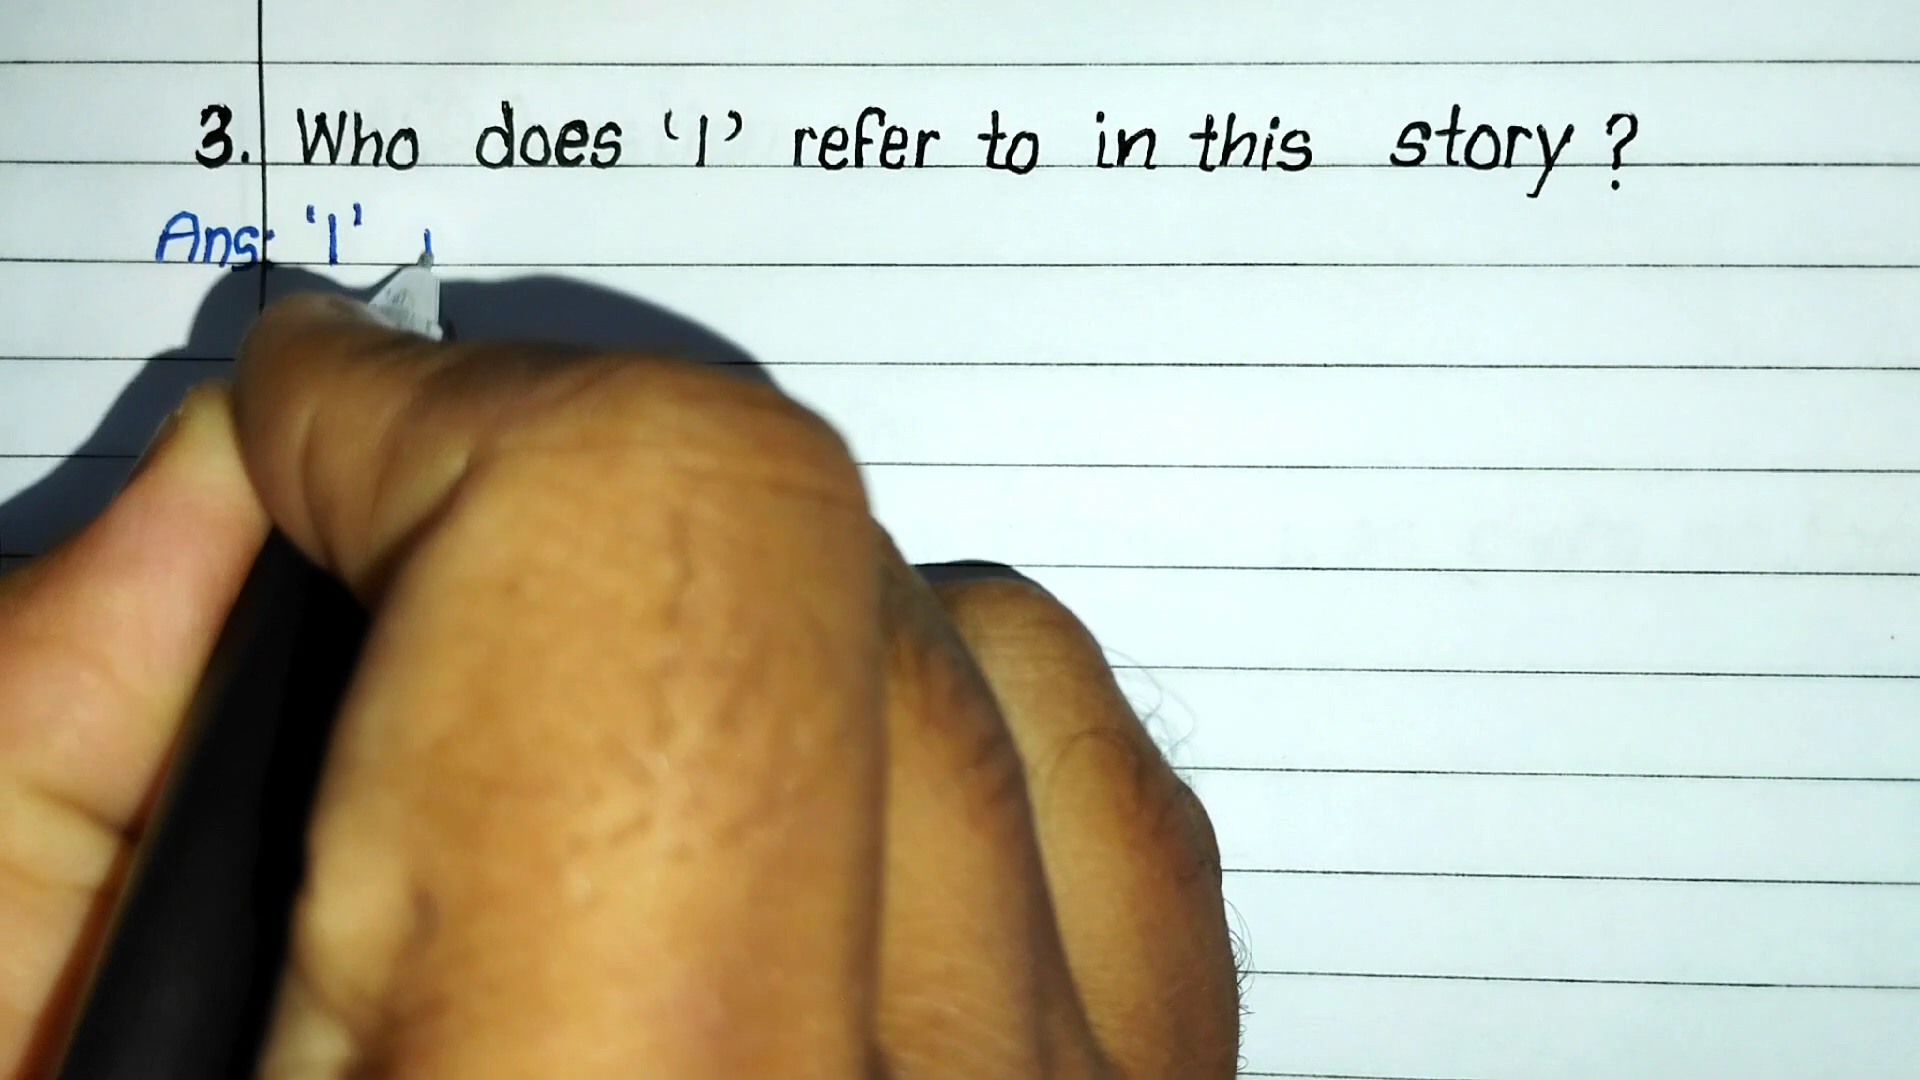 3. Who does 'I' refer to in this story?
Ans: 'I'